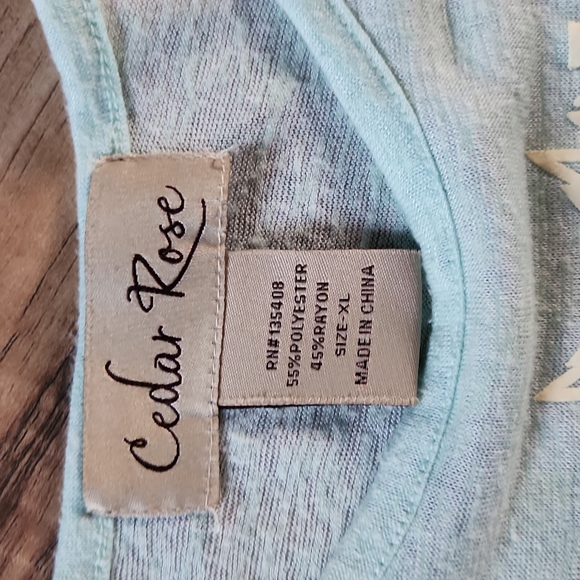 Cedar Rose
RN#135408
55%POLYESTER
45%RAYON
SIZE-XL
MADE IN CHINA